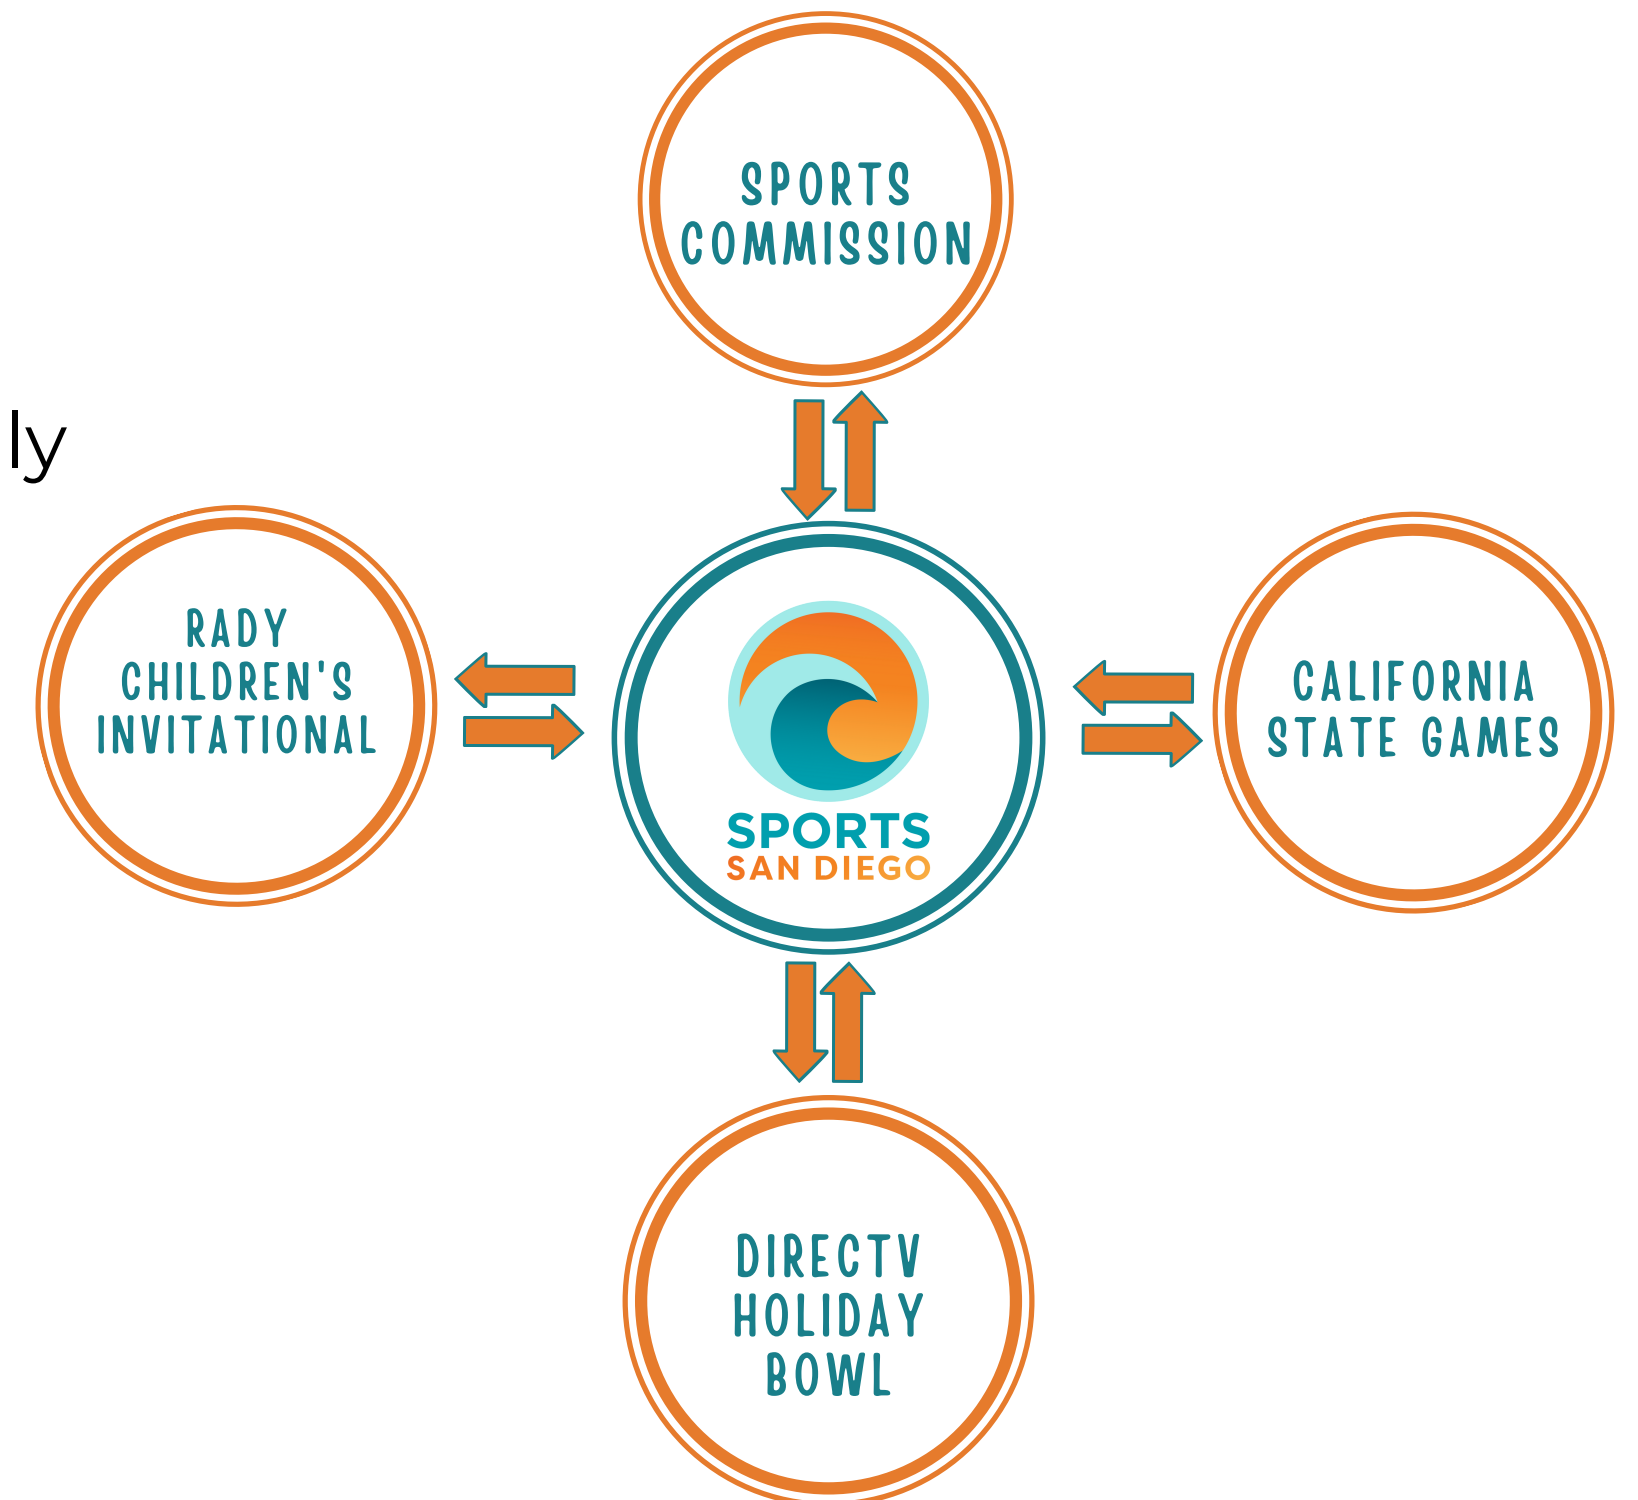 SPORTS
COMMISSION
ly
RADY
CHILDREN'S
INVITATIONAL
SPORTS
SAN DIEGO
CALIFORNIA
STATE GAMES
DIRECTV
HOLIDAY
BOWL